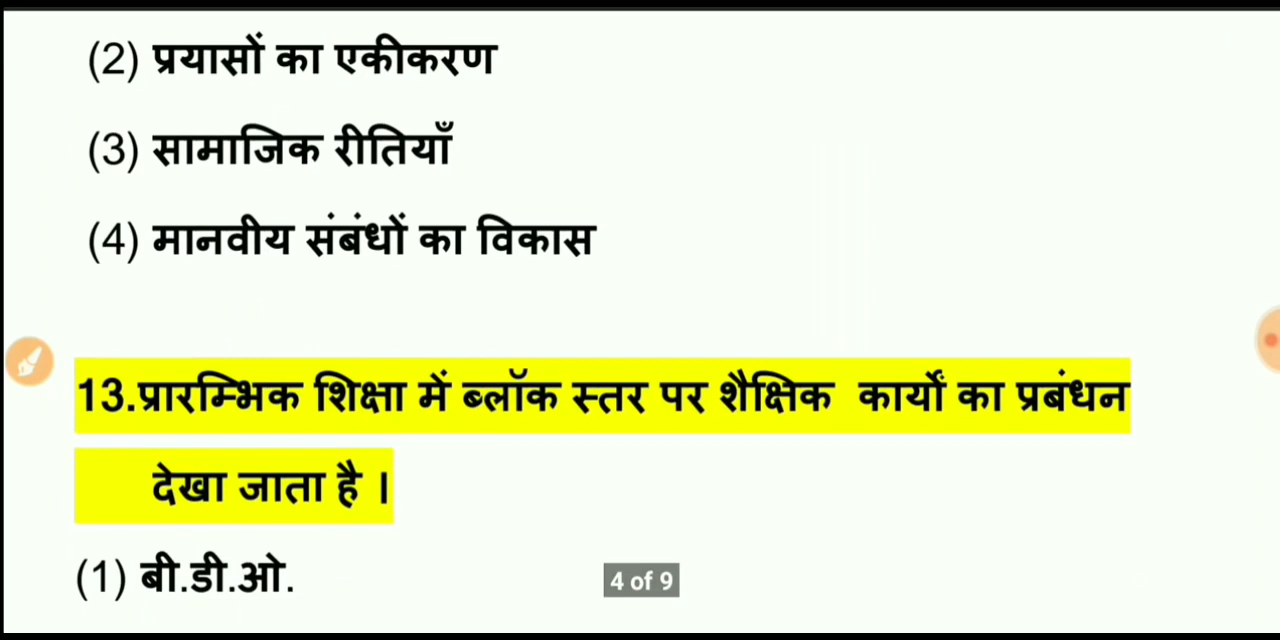 (2) प्रयासों का एकीकरण
(3) सामाजिक रीतियाँ
(4) मानवीय संबंधों का विकास
13.प्रारम्भिक शिक्षा में ब्लॉक स्तर पर शैक्षिक कार्यों का प्रबंधन
देखा जाता है ।
(1) बी.डी.ओ.
4 of 9